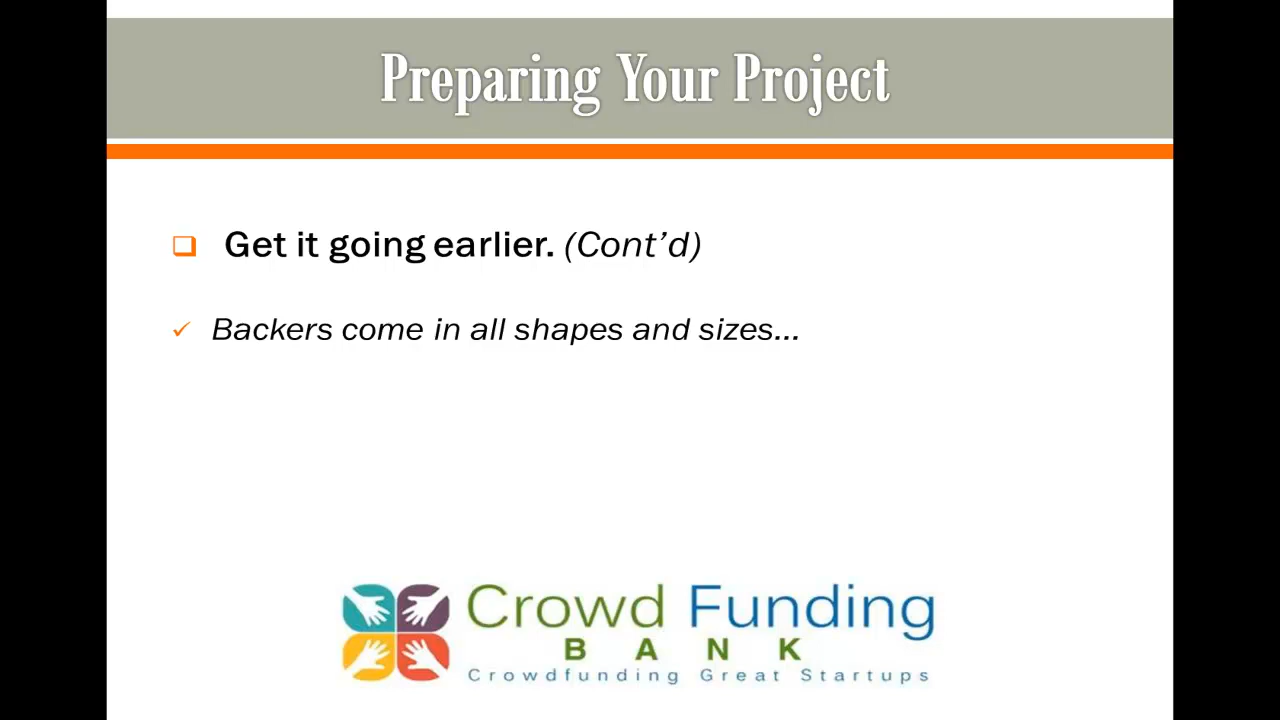 Preparing Your Project
Get it going earlier. (Cont’d)
Backers come in all shapes and sizes...
Crowd Funding
BANK
Crowdfunding Great Startups